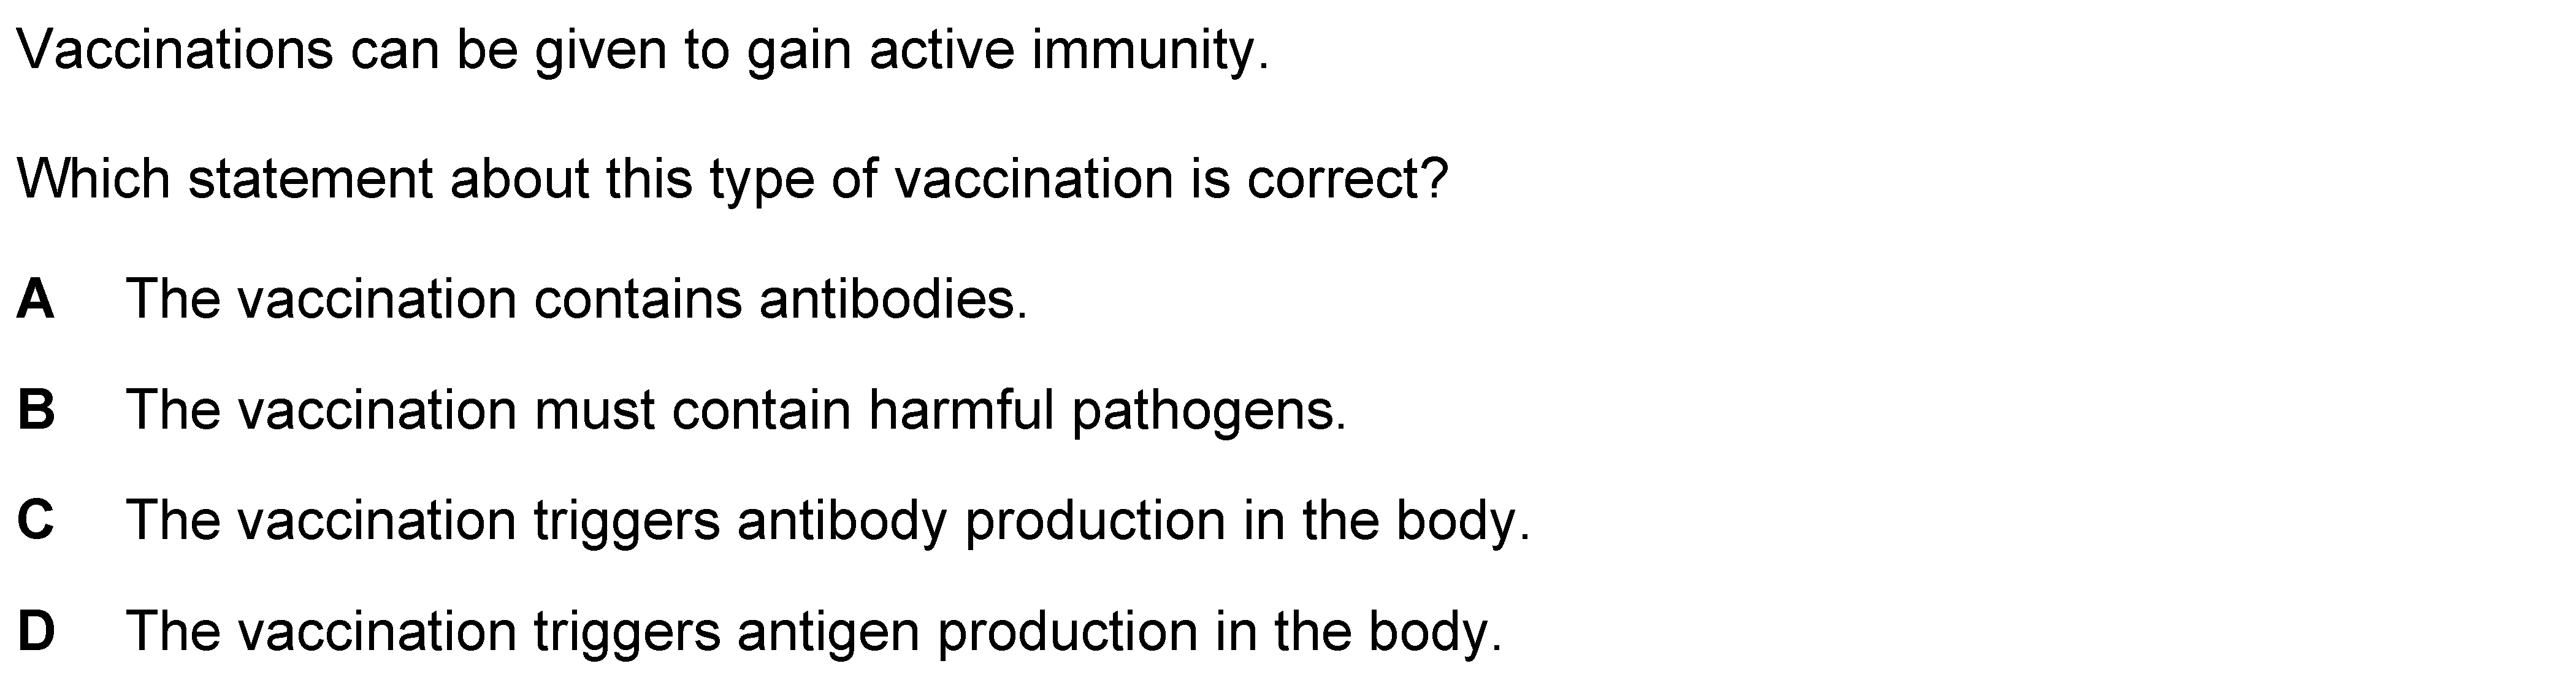 Vaccinations can be given to gain active immunity.
Which statement about this type of vaccination is correct?
A The vaccination contains antibodies.
B The vaccination must contain harmful pathogens.
C The vaccination triggers antibody production in the body.
D The vaccination triggers antigen production in the body.